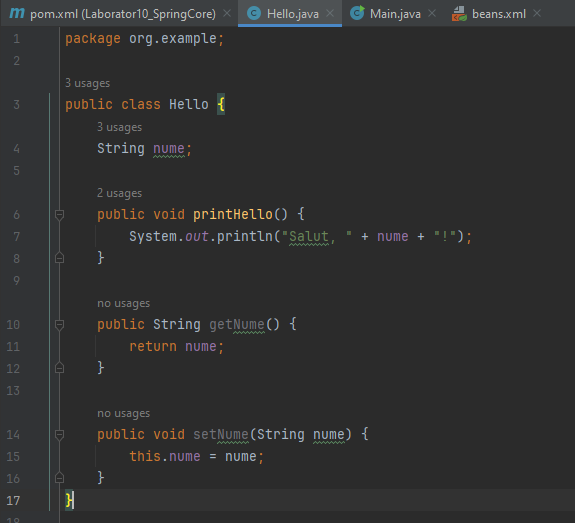 pom.xml (Laborator10_SpringCore) × Hello.java × Main.java × beans.xml ×
1 package org.example;
2
3 usages
3 public class Hello {
3 usages
4 String nume;
5
2 usages
6 public void printHello() {
7 System.out.println("Salut, " + nume + "!");
8 }
9
no usages
10 public String getNume() {
11 return nume;
12 }
13
no usages
14 public void setNume(String nume) {
15 this.nume = nume;
16 }
17 }
18